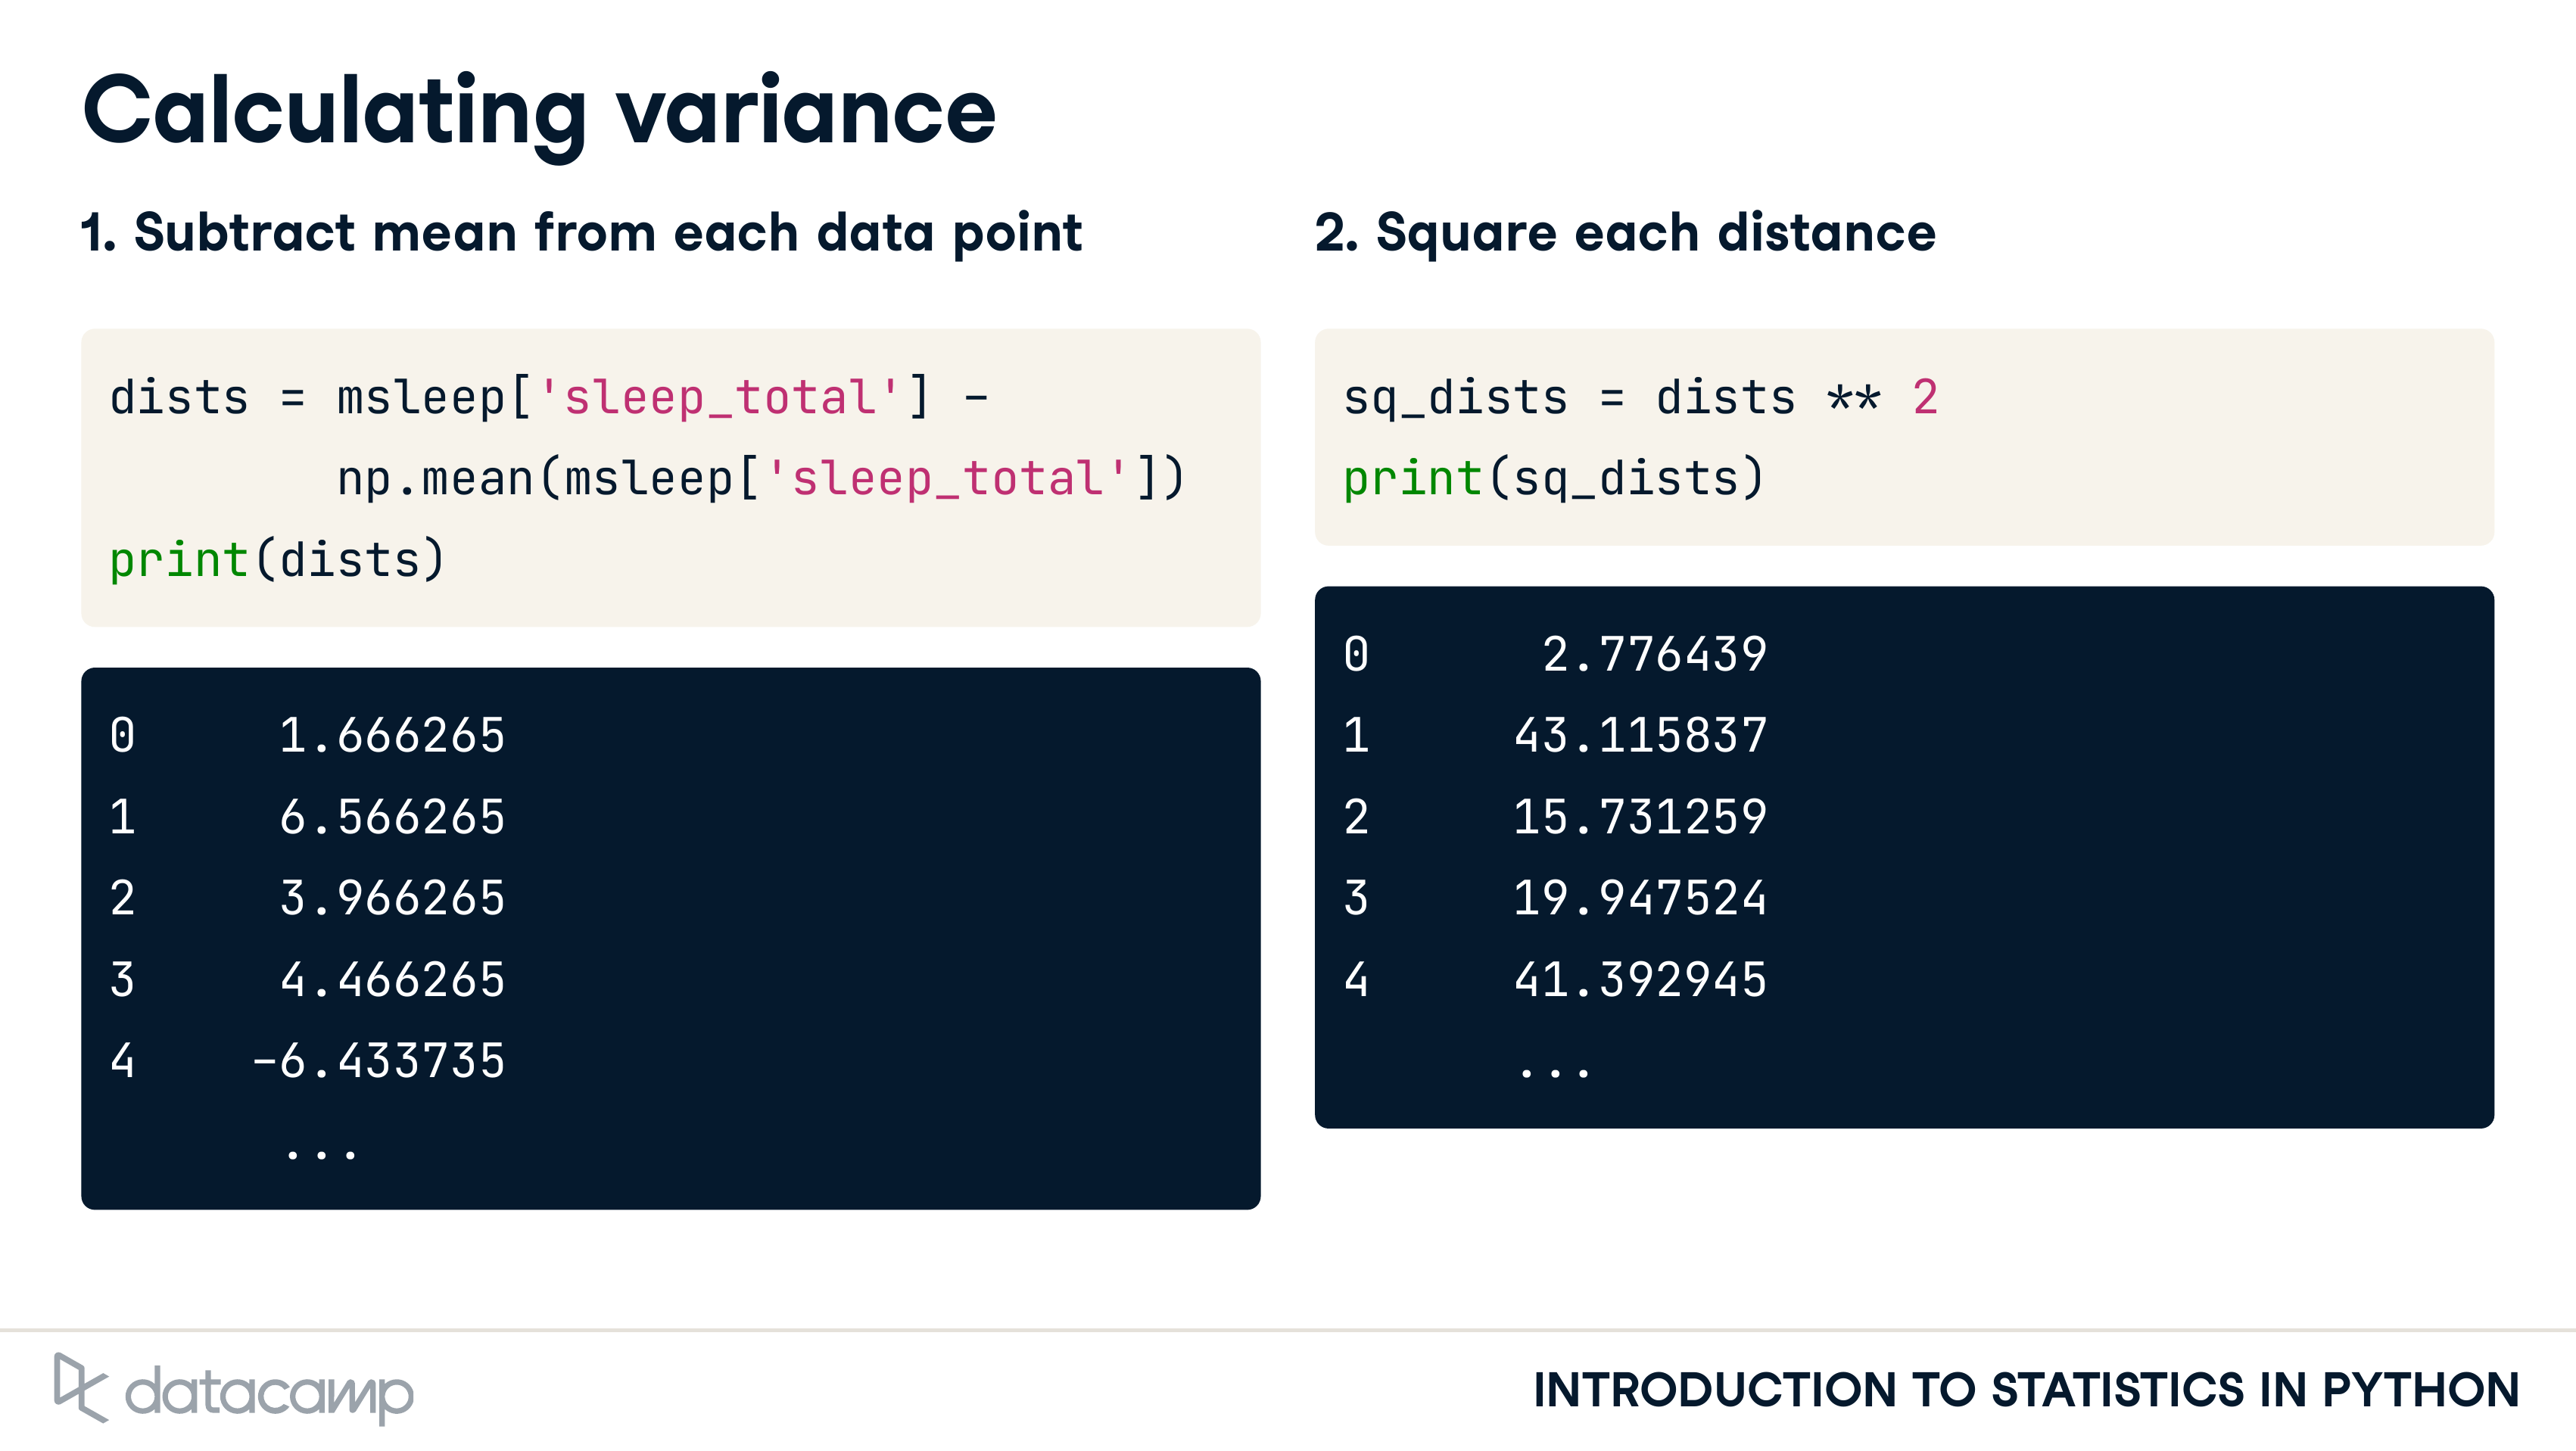 Calculating variance
1. Subtract mean from each data point
dists = msleep['sleep_total'] -
        np.mean(msleep['sleep_total'])
print(dists)
0     1.666265
1     6.566265
2     3.966265
3     4.466265
4    -6.433735
      ...
2. Square each distance
sq_dists = dists ** 2
print(sq_dists)
0      2.776439
1     43.115837
2     15.731259
3     19.947524
4     41.392945
      ...
datacamp
INTRODUCTION TO STATISTICS IN PYTHON